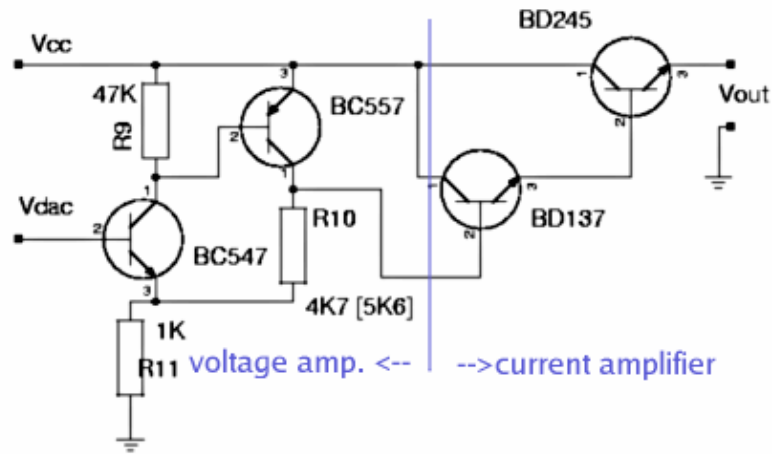 BD245
Vcc
1
3
47K
3
BC557
Vout
R9
2
2
1
1
1
3
Vdac
R10
2
BC547
2
BD137
3
4K7 [5K6]
1K
R11
voltage amp. <-- -->current amplifier